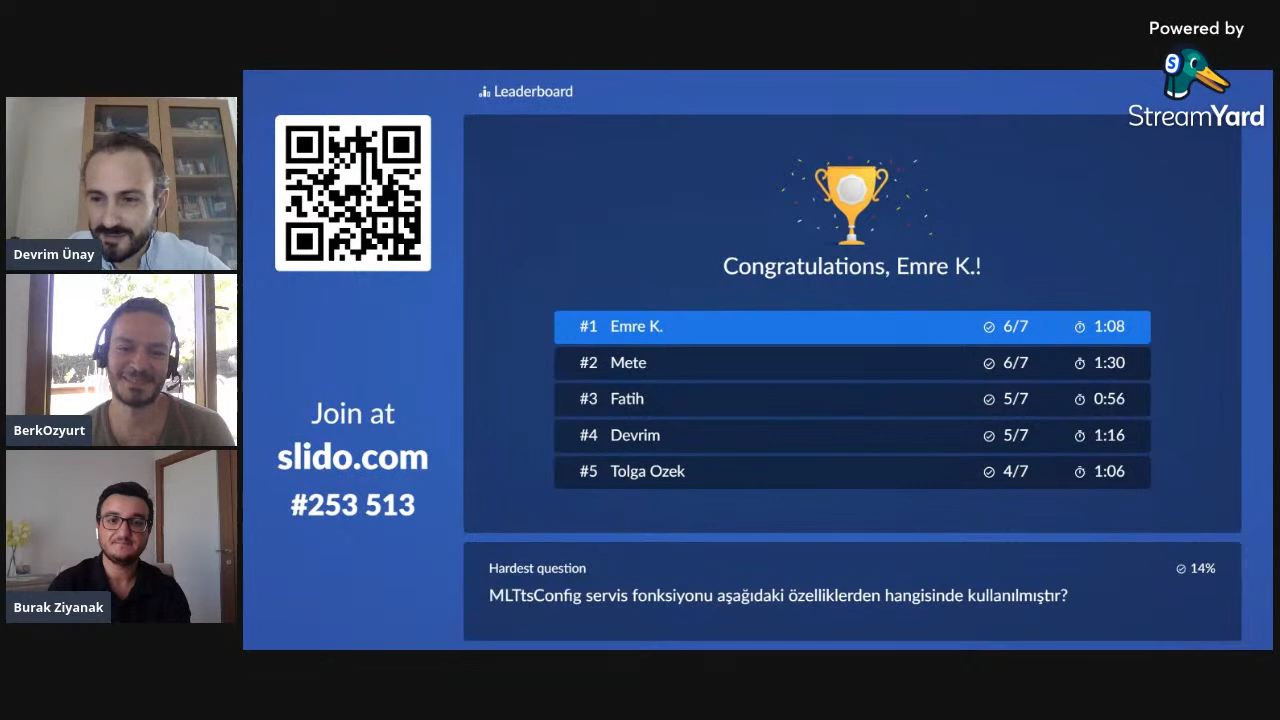 Powered by
StreamYard
Leaderboard
Devrim Ünay
BerkOzyurt
Burak Ziyanak
Join at
slido.com
#253 513
Congratulations, Emre K.!
#1 Emre K. 6/7 1:08
#2 Mete 6/7 1:30
#3 Fatih 5/7 0:56
#4 Devrim 5/7 1:16
#5 Tolga Ozek 4/7 1:06
Hardest question 14%
MLTtsConfig servis fonksiyonu aşağıdaki özelliklerden hangisinde kullanılmıştır?